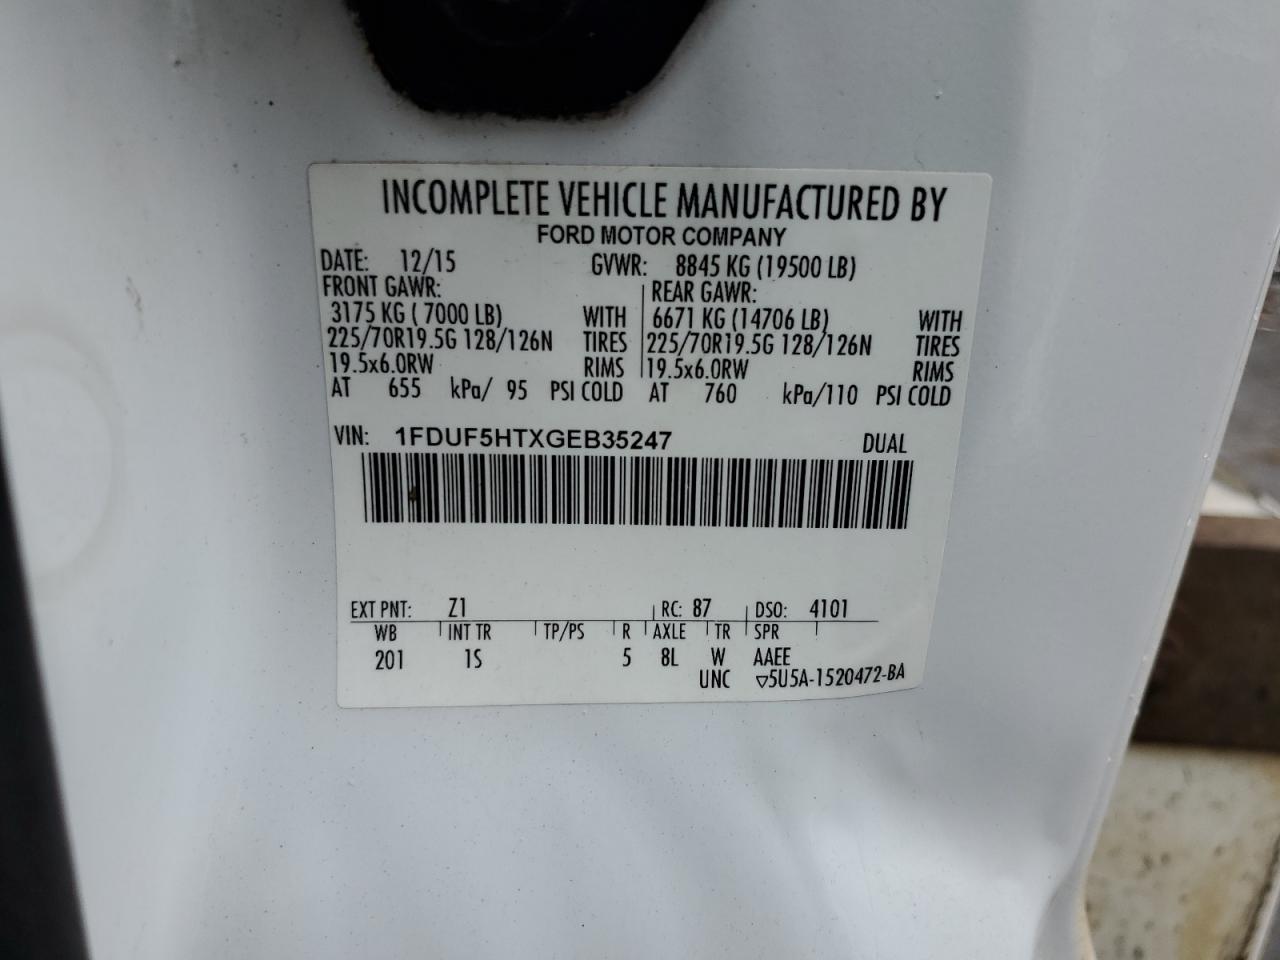 INCOMPLETE VEHICLE MANUFACTURED BY
FORD MOTOR COMPANY
DATE: 12/15 GVWR: 8845 KG (19500 LB)
FRONT GAWR: REAR GAWR:
3175 KG ( 7000 LB) WITH 6671 KG (14706 LB) WITH
225/70R19.5G 128/126N TIRES 225/70R19.5G 128/126N TIRES
19.5x6.0RW RIMS 19.5x6.0RW RIMS
AT 655 kPa/ 95 PSI COLD AT 760 kPa/110 PSI COLD
VIN: 1FDUF5HTXGEB35247 DUAL
EXT PNT: Z1 RC: 87 DSO: 4101
WB INT TR TP/PS R AXLE TR SPR
201 1S 5 8L W AAEE
UNC ▽5U5A-1520472-BA